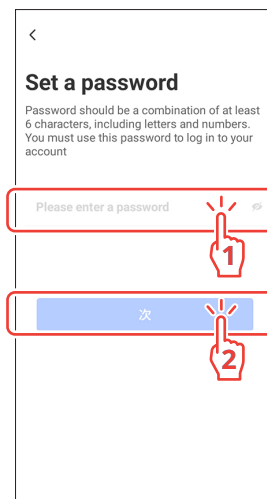 Set a password
Password should be a combination of at least
6 characters, including letters and numbers.
You must use this password to log in to your
account
Please enter a password
1
次
2